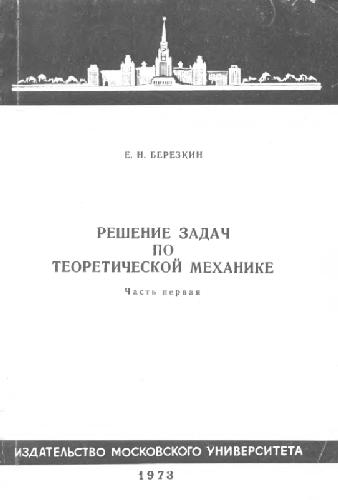 Е. Н. БЕРЕЗКИН
РЕШЕНИЕ ЗАДАЧ
ПО
ТЕОРЕТИЧЕСКОЙ МЕХАНИКЕ
Часть первая
ИЗДАТЕЛЬСТВО МОСКОВСКОГО УНИВЕРСИТЕТА
1973